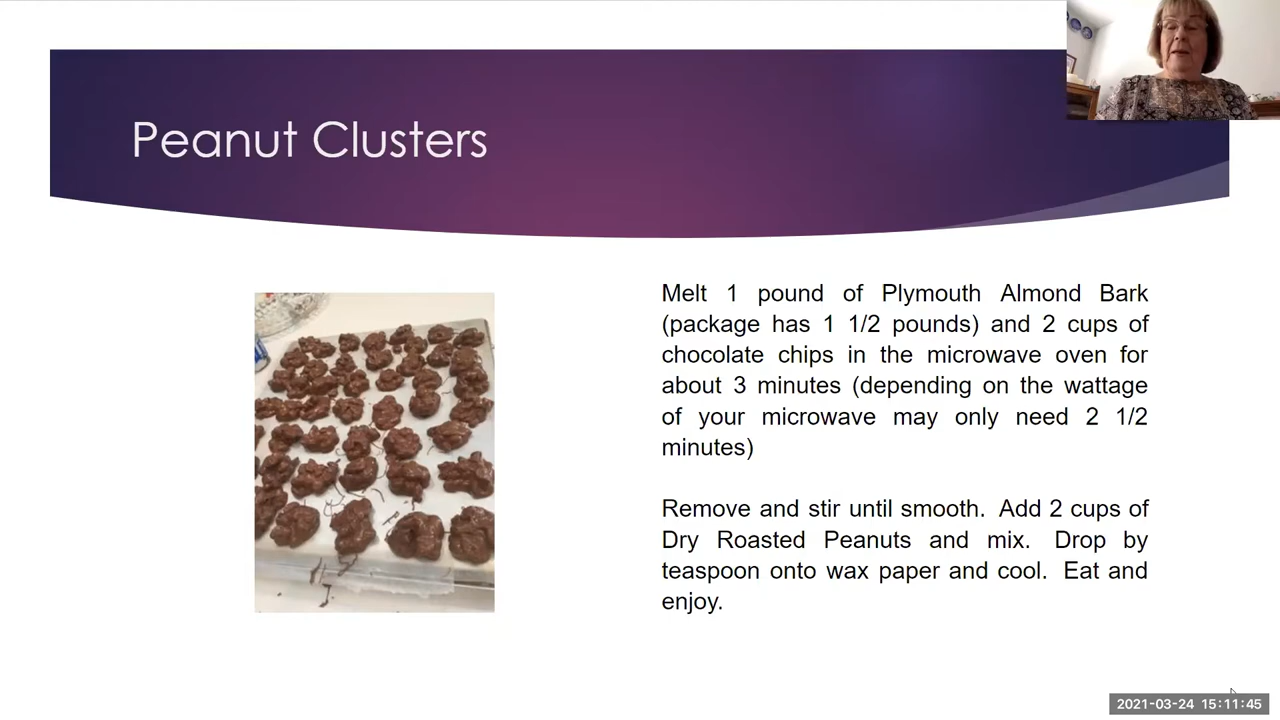 Peanut Clusters
Melt 1 pound of Plymouth Almond Bark
(package has 1 1/2 pounds) and 2 cups of
chocolate chips in the microwave oven for
about 3 minutes (depending on the wattage
of your microwave may only need 2 1/2
minutes)
Remove and stir until smooth. Add 2 cups of
Dry Roasted Peanuts and mix. Drop by
teaspoon onto wax paper and cool. Eat and
enjoy.
2021-03-24 15:11:45